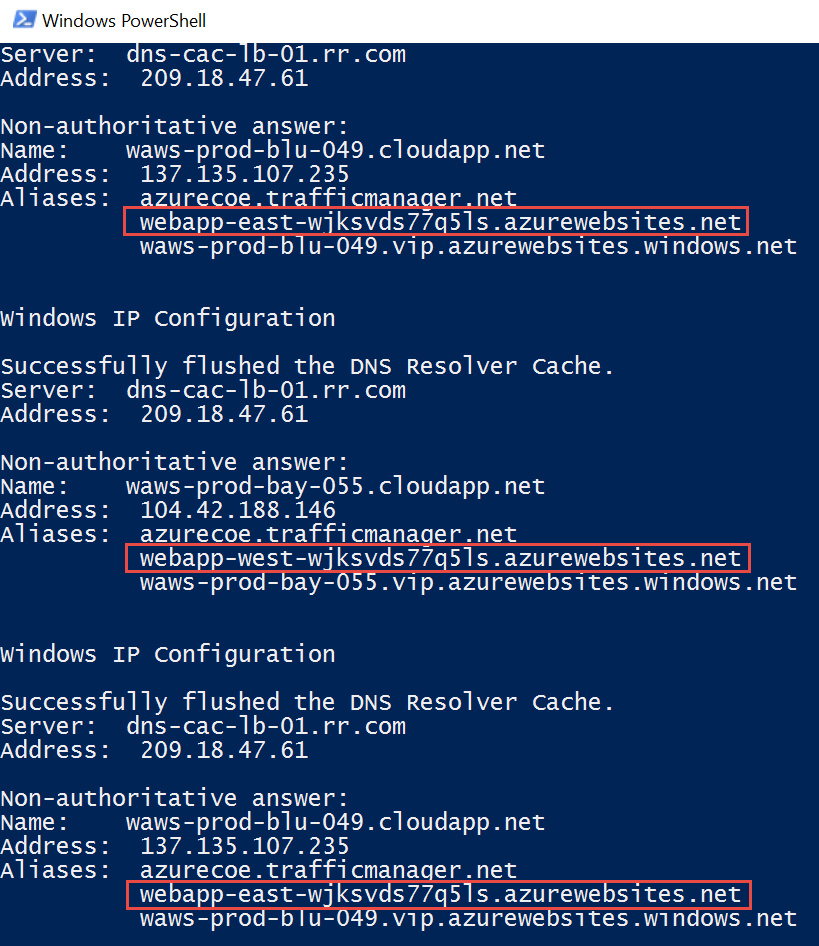 Windows PowerShell
Server:  dns-cac-lb-01.rr.com
Address:  209.18.47.61
Non-authoritative answer:
Name:    waws-prod-blu-049.cloudapp.net
Address:  137.135.107.235
Aliases:  azurecoe.trafficmanager.net
webapp-east-wjksvds77q5ls.azurewebsites.net
waws-prod-blu-049.vip.azurewebsites.windows.net
Windows IP Configuration
Successfully flushed the DNS Resolver Cache.
Server:  dns-cac-lb-01.rr.com
Address:  209.18.47.61
Non-authoritative answer:
Name:    waws-prod-bay-055.cloudapp.net
Address:  104.42.188.146
Aliases:  azurecoe.trafficmanager.net
webapp-west-wjksvds77q5ls.azurewebsites.net
waws-prod-bay-055.vip.azurewebsites.windows.net
Windows IP Configuration
Successfully flushed the DNS Resolver Cache.
Server:  dns-cac-lb-01.rr.com
Address:  209.18.47.61
Non-authoritative answer:
Name:    waws-prod-blu-049.cloudapp.net
Address:  137.135.107.235
Aliases:  azurecoe.trafficmanager.net
webapp-east-wjksvds77q5ls.azurewebsites.net
waws-prod-blu-049.vip.azurewebsites.windows.net